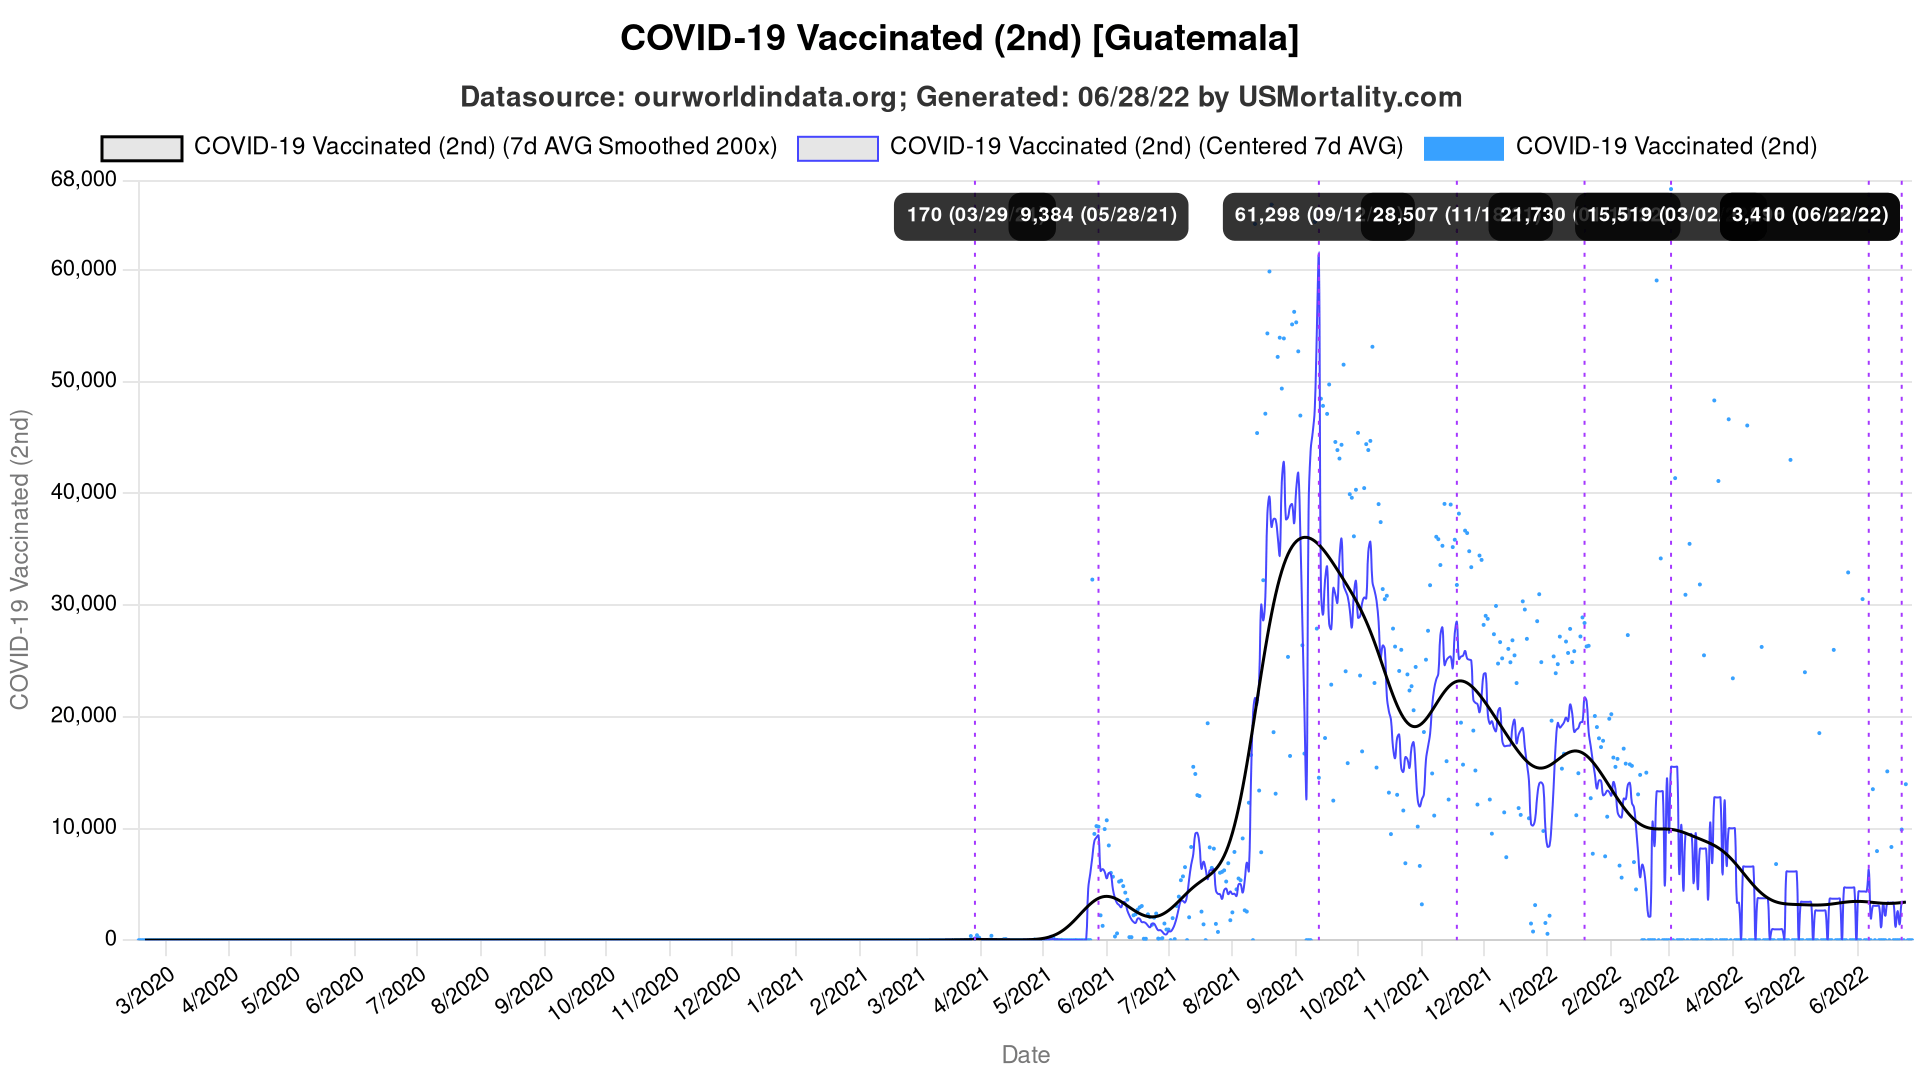 COVID-19 Vaccinated (2nd) [Guatemala]
Datasource: ourworldindata.org; Generated: 06/28/22 by USMortality.com
COVID-19 Vaccinated (2nd) (7d AVG Smoothed 200x) COVID-19 Vaccinated (2nd) (Centered 7d AVG) COVID-19 Vaccinated (2nd)
170 (03/29 9,384 (05/28/21) 61,298 (09/12 28,507 (11/1 21,730 15,519 (03/02 3,410 (06/22/22)
COVID-19 Vaccinated (2nd)
68,000
60,000
50,000
40,000
30,000
20,000
10,000
0
3/2020 4/2020 5/2020 6/2020 7/2020 8/2020 9/2020 10/2020 11/2020 12/2020 1/2021 2/2021 3/2021 4/2021 5/2021 6/2021 7/2021 8/2021 9/2021 10/2021 11/2021 12/2021 1/2022 2/2022 3/2022 4/2022 5/2022 6/2022
Date